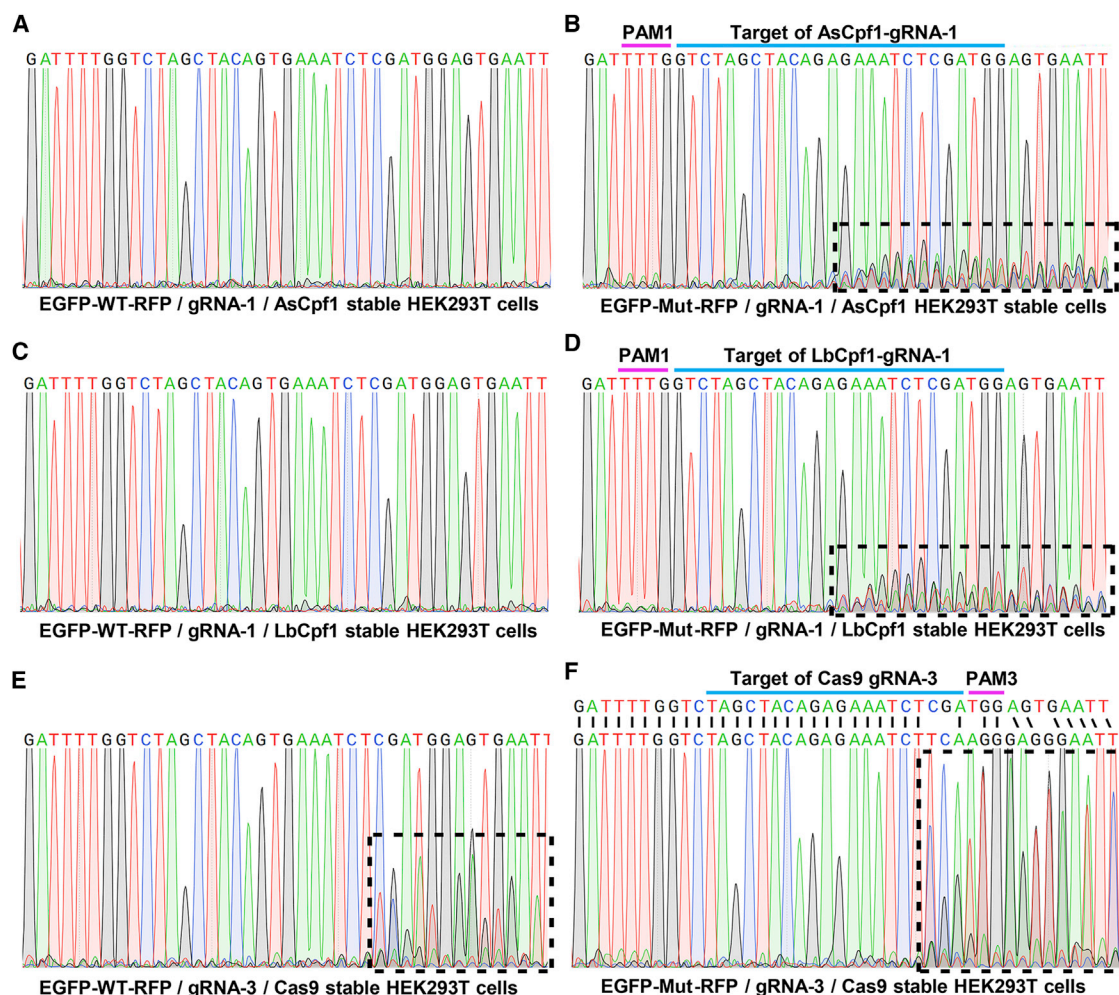 A
GATTTTGGTCTAGCTACAGTGAAATCTCGATGGAGTGAATT
EGFP-WT-RFP / gRNA-1 / AsCpf1 stable HEK293T cells
B
PAM1 Target of AsCpf1-gRNA-1
GATTTTGGTCTAGCTACAGAGAAATCTCGATGGAGTGAATT
EGFP-Mut-RFP / gRNA-1 / AsCpf1 HEK293T stable cells
C
GATTTTGGTCTAGCTACAGTGAAATCTCGATGGAGTGAATT
EGFP-WT-RFP / gRNA-1 / LbCpf1 stable HEK293T cells
D
PAM1 Target of LbCpf1-gRNA-1
GATTTTGGTCTAGCTACAGAGAAATCTCGATGGAGTGAATT
EGFP-Mut-RFP / gRNA-1 / LbCpf1 stable HEK293T cells
E
GATTTTGGTCTAGCTACAGTGAAATCTCGATGGAGTGAATT
EGFP-WT-RFP / gRNA-3 / Cas9 stable HEK293T cells
F
Target of Cas9 gRNA-3 PAM3
GATTTTGGTCTAGCTACAGAGAAATCTCGATGGAGTGAATT
GATTTTGGTCTAGCTACAGAGAAATCTTCAAGGGAGGGAATT
EGFP-Mut-RFP / gRNA-3 / Cas9 stable HEK293T cells